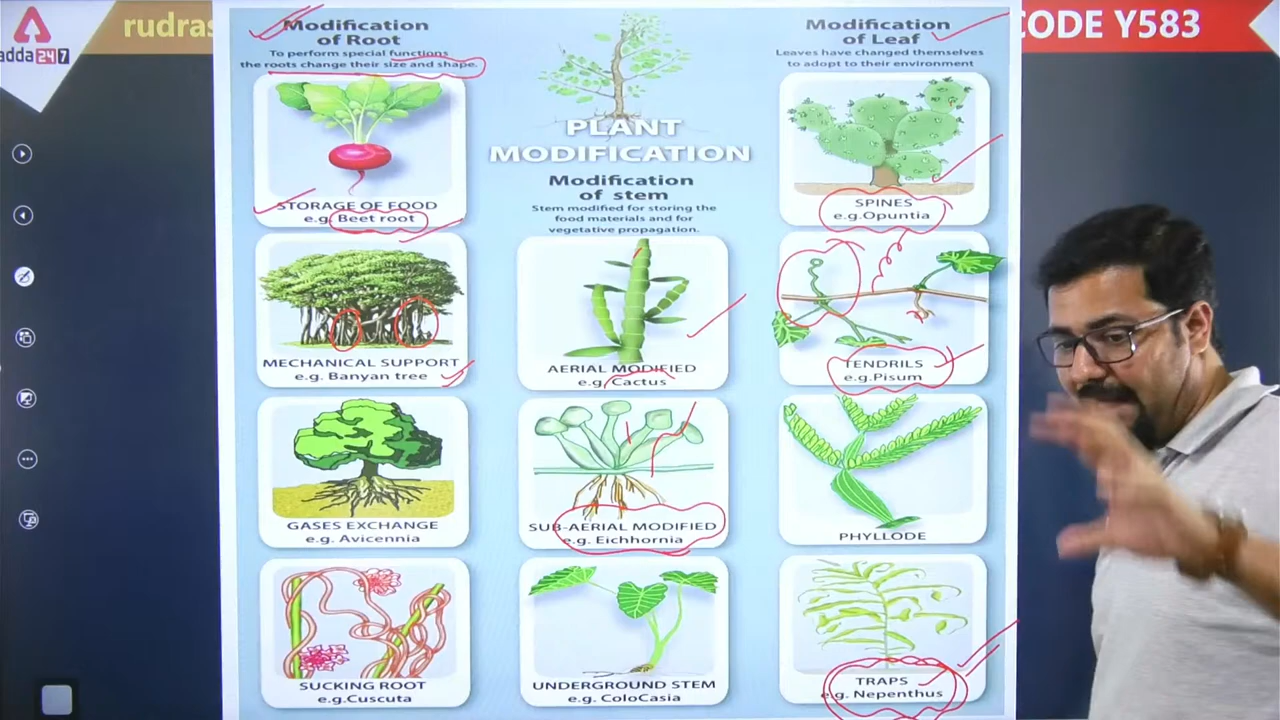 adda247
rudras
CODE Y583
Modification
of Root
To perform special functions
the roots change their size and shape.
STORAGE OF FOOD
e.g. Beet root
MECHANICAL SUPPORT
e.g. Banyan tree
GASES EXCHANGE
e.g. Avicennia
SUCKING ROOT
e.g.Cuscuta
PLANT
MODIFICATION
Modification
of stem
Stem modified for storing the
food materials and for
vegetative propagation.
AERIAL MODIFIED
e.g. Cactus
SUB-AERIAL MODIFIED
e.g. Eichhornia
UNDERGROUND STEM
e.g. ColoCasia
Modification
of Leaf
Leaves have changed themselves
to adopt to their environment
SPINES
e.g.Opuntia
TENDRILS
e.g.Pisum
PHYLLODE
TRAPS
e.g. Nepenthus